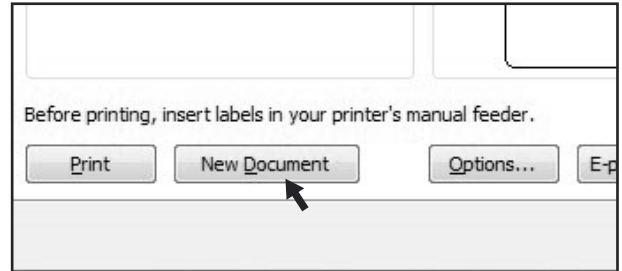 Before printing, insert labels in your printer's manual feeder.
Print New Document Options... E-p